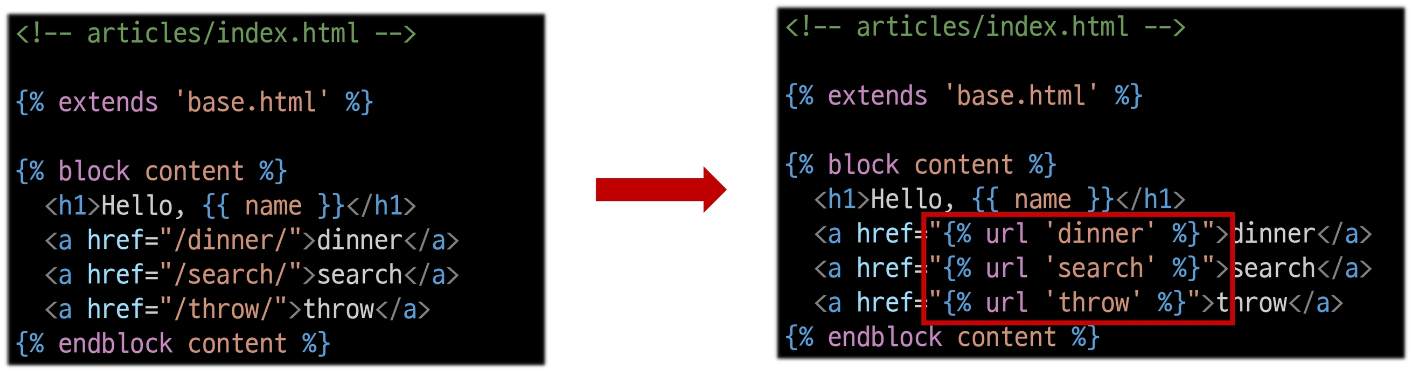 <!-- articles/index.html -->
{% extends 'base.html' %}
{% block content %}
<h1>Hello, {{ name }}</h1>
<a href="/dinner/">dinner</a>
<a href="/search/">search</a>
<a href="/throw/">throw</a>
{% endblock content %}
<!-- articles/index.html -->
{% extends 'base.html' %}
{% block content %}
<h1>Hello, {{ name }}</h1>
<a href="{% url 'dinner' %}">dinner</a>
<a href="{% url 'search' %}">search</a>
<a href="{% url 'throw' %}">throw</a>
{% endblock content %}